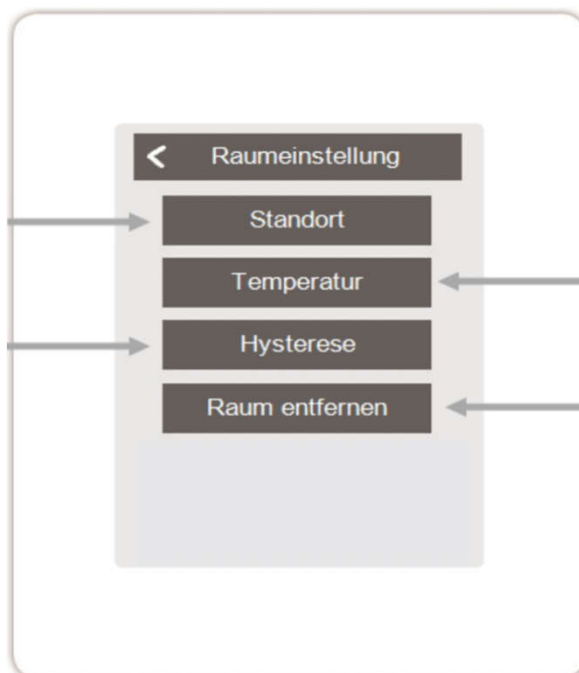 Raumeinstellung
Standort
Temperatur
Hysterese
Raum entfernen